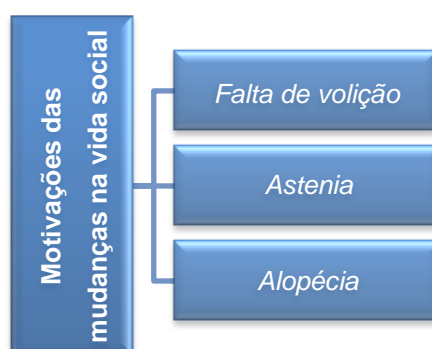 Motivações das
mudanças na vida social
Falta de volição
Astenia
Alopécia